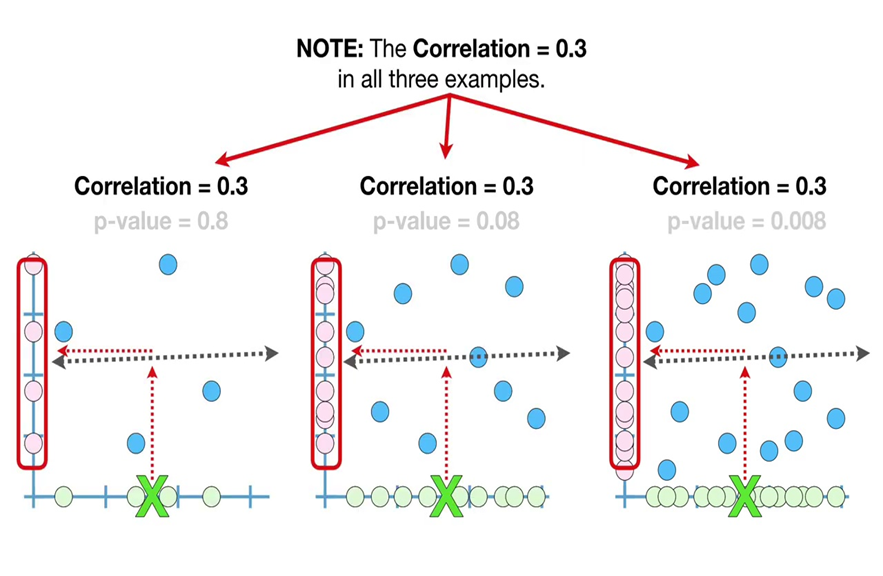 NOTE: The Correlation = 0.3
in all three examples.
Correlation = 0.3
p-value = 0.8
Correlation = 0.3
p-value = 0.08
Correlation = 0.3
p-value = 0.008
X
X
X